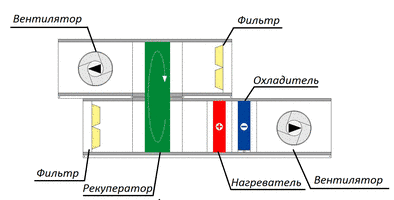 Вентилятор
Фильтр
Охладитель
Фильтр
Рекуператор
Нагреватель
Вентилятор